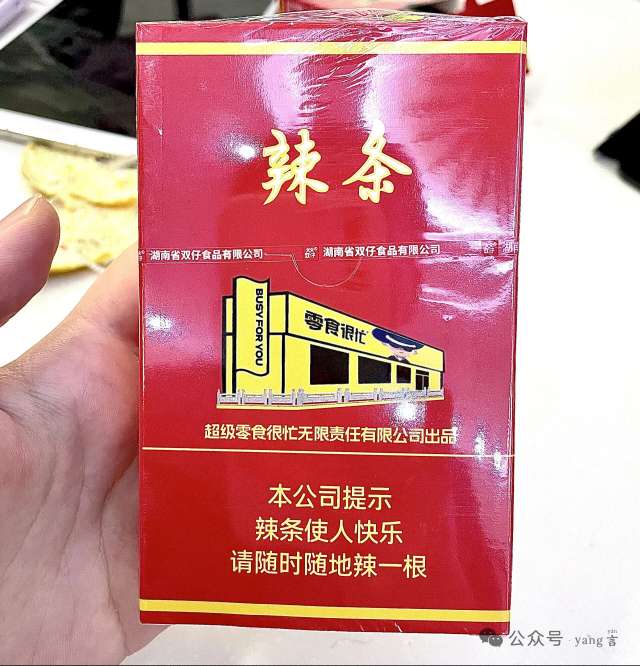 辣条
湖南省双仔食品有限公司 双仔 湖南省双仔食品有限公司
BUSY FOR YOU
零食很忙
超级零食很忙无限责任有限公司出品
本公司提示
辣条使人快乐
请随时随地辣一根
公众号 · yang言